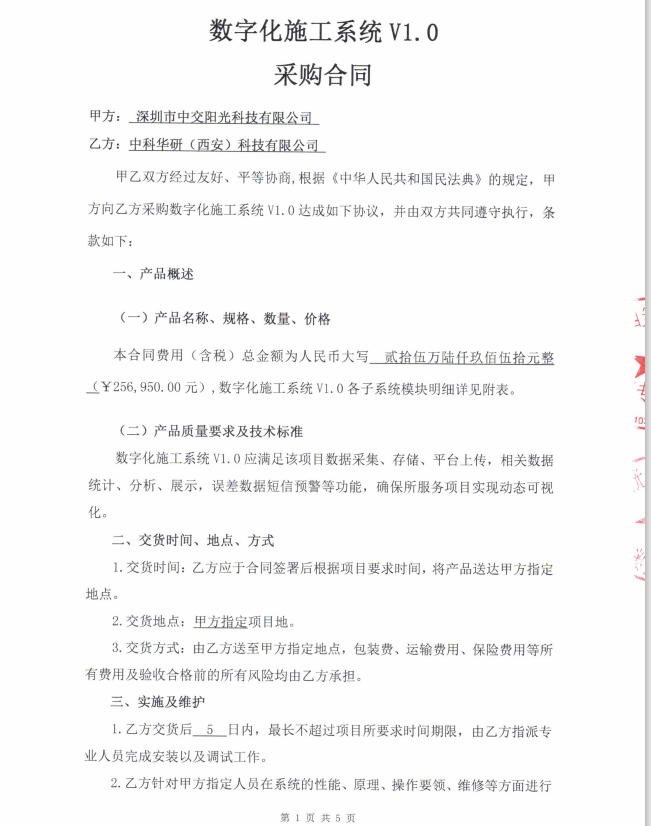 数字化施工系统 V1.0
采购合同
甲方： 深圳市中交阳光科技有限公司
乙方：中科华研（西安）科技有限公司
甲乙双方经过友好、平等协商,根据《中华人民共和国民法典》的规定，甲
方向乙方采购数字化施工系统 V1.0 达成如下协议，并由双方共同遵守执行，条
款如下：
一、产品概述
（一）产品名称、规格、数量、价格
本合同费用（含税）总金额为人民币大写 贰拾伍万陆仟玖佰伍拾元整
（¥256,950.00 元）,数字化施工系统 V1.0 各子系统模块明细详见附表。
（二）产品质量要求及技术标准
数字化施工系统 V1.0 应满足该项目数据采集、存储、平台上传，相关数据
统计、分析、展示，误差数据短信预警等功能，确保所服务项目实现动态可视
化。
二、交货时间、地点、方式
1.交货时间：乙方应于合同签署后根据项目要求时间，将产品送达甲方指定
地点。
2.交货地点：甲方指定项目地。
3.交货方式：由乙方送至甲方指定地点，包装费、运输费用、保险费用等所
有费用及验收合格前的所有风险均由乙方承担。
三、实施及维护
1.乙方交货后 5 日内，最长不超过项目所要求时间期限，由乙方指派专
业人员完成安装以及调试工作。
2.乙方针对甲方指定人员在系统的性能、原理、操作要领、维修等方面进行
第 1 页 共 5 页